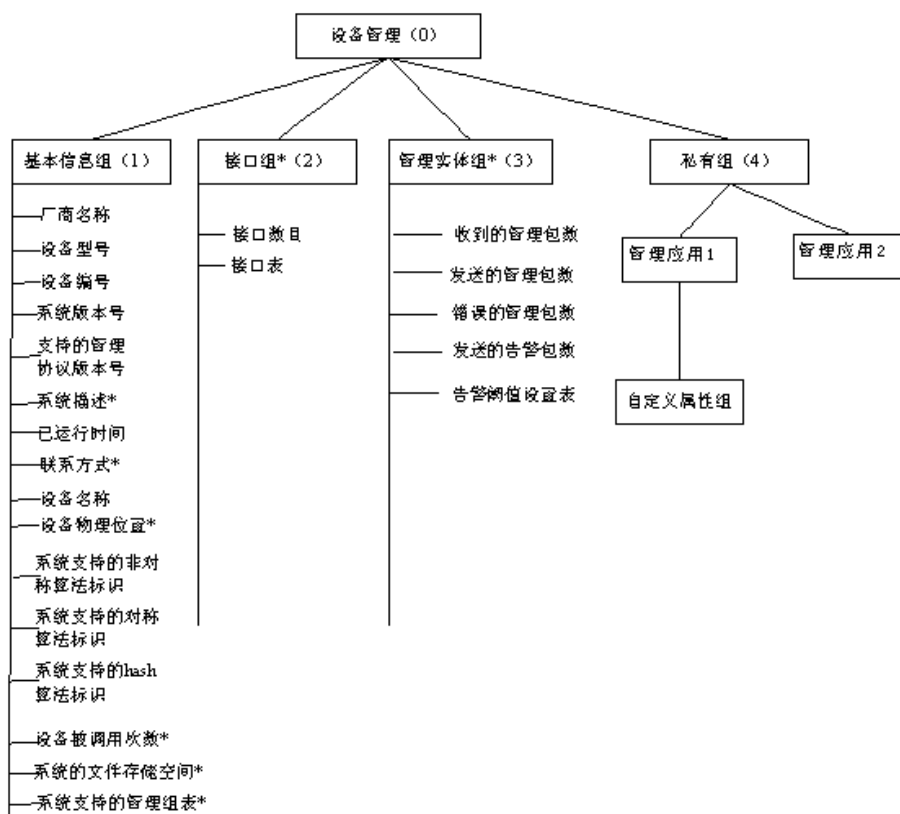 设备管理（0）
基本信息组（1）
接口组*（2）
管理实体组*（3）
私有组（4）
厂商名称
设备型号
设备编号
系统版本号
支持的管理
协议版本号
系统描述*
已运行时间
联系方式*
设备名称
设备物理位置*
系统支持的非对
称算法标识
系统支持的对称
算法标识
系统支持的hash
算法标识
设备被调用次数*
系统的文件存储空间*
系统支持的管理组表*
接口数目
接口表
收到的管理包数
发送的管理包数
错误的管理包数
发送的告警包数
告警阈值设置表
管理应用1
管理应用2
自定义属性组